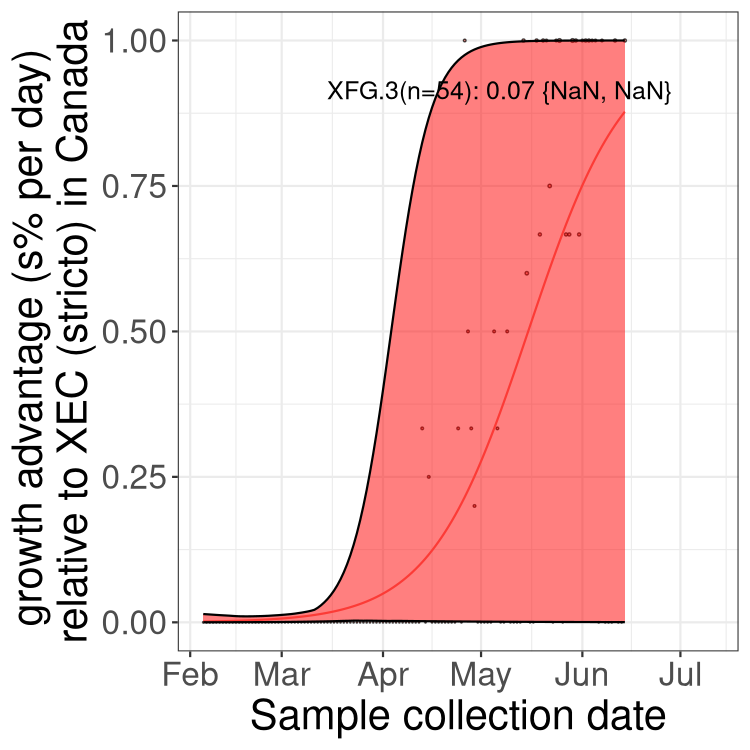 growth advantage (s% per day)
relative to XEC (stricto) in Canada
1.00
0.75
0.50
0.25
0.00
XFG.3(n=54): 0.07 {NaN, NaN}
Feb Mar Apr May Jun Jul
Sample collection date